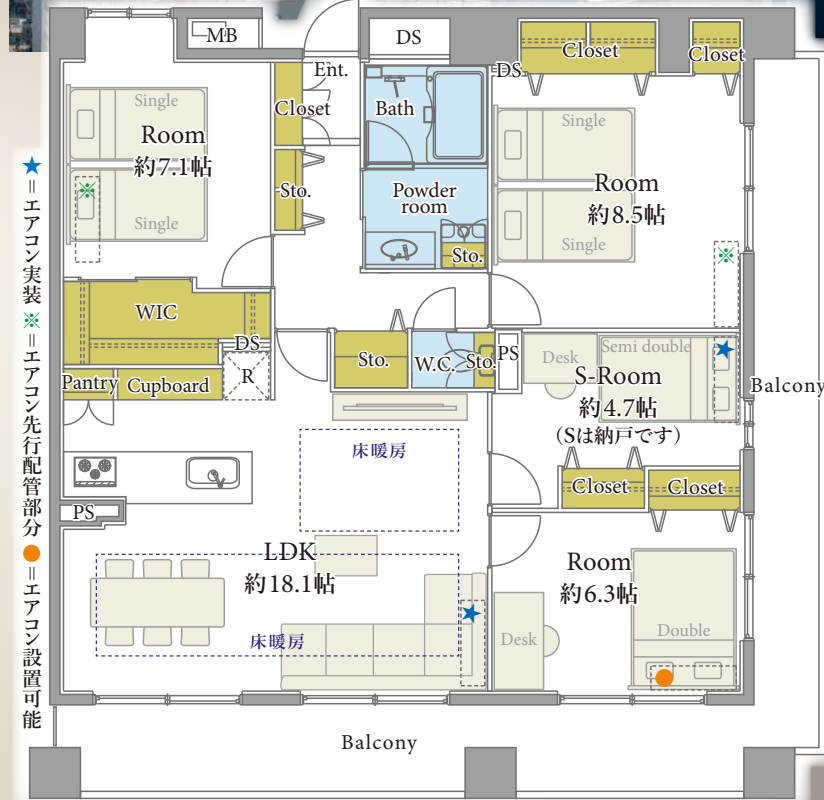 MB
DS
Closet
Closet
Ent.
DS
Single
Closet
Bath
Single
Room
約7.1帖
Sto.
Powder
room
Room
約8.5帖
※
Single
Single
Sto.
※
WIC
DS
Pantry
Cupboard
R
Sto.
W.C.
Sto.
PS
Desk
Semi double
★
S-Room
約4.7帖
(Sは納戸です)
Balcony
床暖房
Closet
Closet
PS
LDK
約18.1帖
Room
約6.3帖
★
床暖房
Desk
Double
Balcony
★=エアコン実装 ※=エアコン先行配管部分 ●=エアコン設置可能